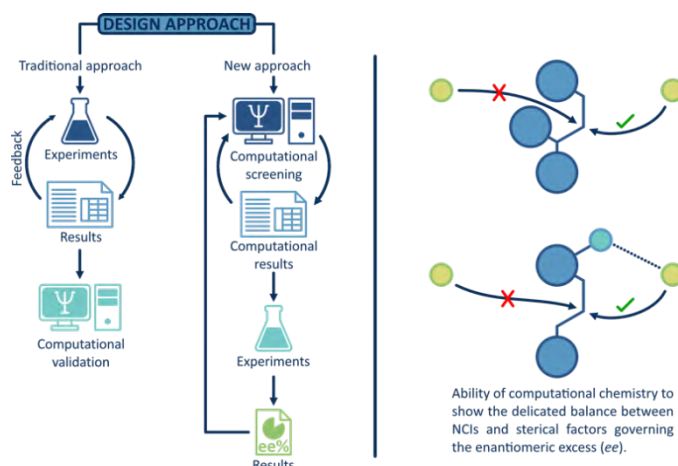 DESIGN APPROACH
Traditional approach
New approach
Feedback
Experiments
Results
Ψ
Computational
validation
Ψ
Computational
screening
Computational
results
Experiments
ee%
Results
Ability of computational chemistry to
show the delicated balance between
NCIs and sterical factors governing
the enantiomeric excess (ee).